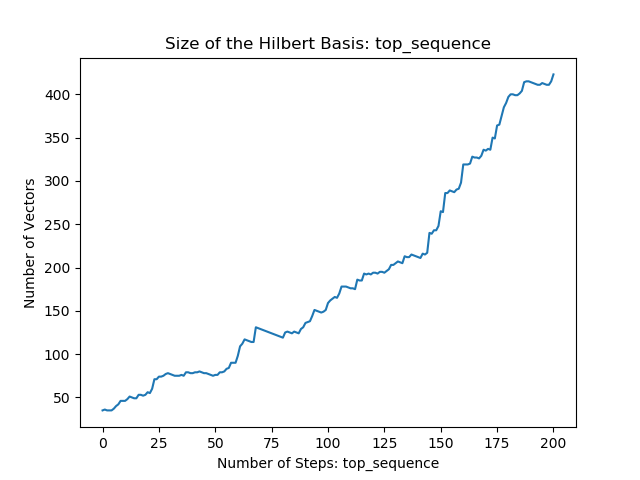 Size of the Hilbert Basis: top_sequence
Number of Vectors
400
350
300
250
200
150
100
50
0 25 50 75 100 125 150 175 200
Number of Steps: top_sequence